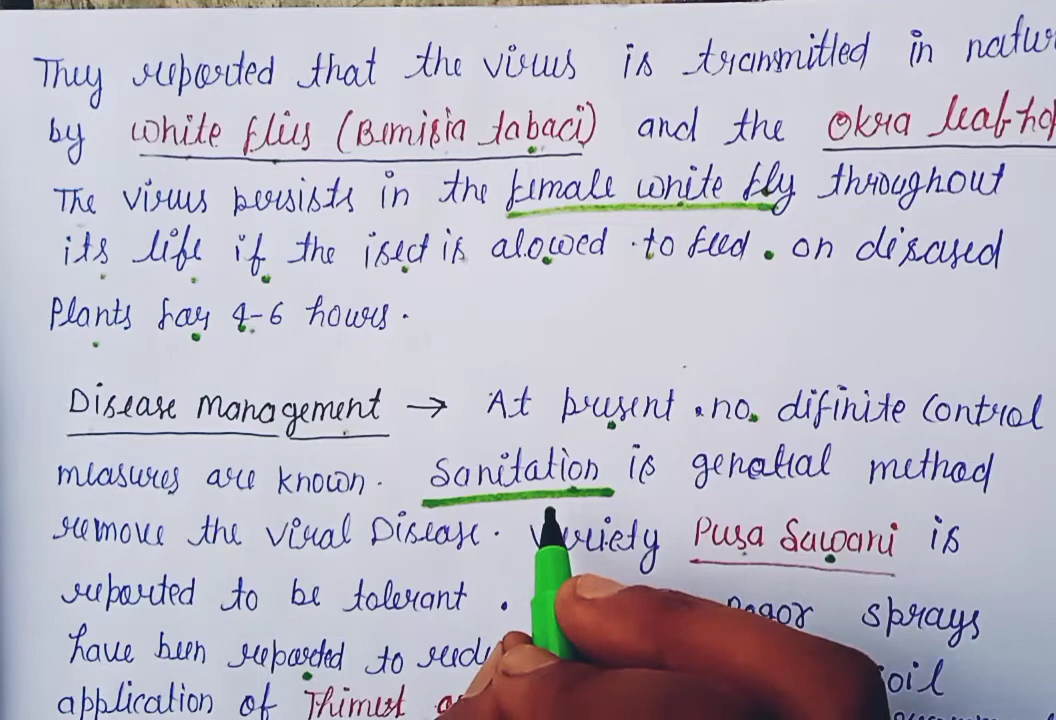 They reported that the virus is transmitted in natur
by white flies (Bemisia tabaci) and the Okra leaf hop
The virus persists in the female white fly throughout
its life if the isect is alowed to feed. on disased
Plants for 4-6 hours.
Disease Management → At present .no. difinite control
measures are known. Sanitation is genatral method
remove the viral Disease. Variety Pusa Sawani is
reported to be tolerant. sprays
have been reported to oil
application of Thimet